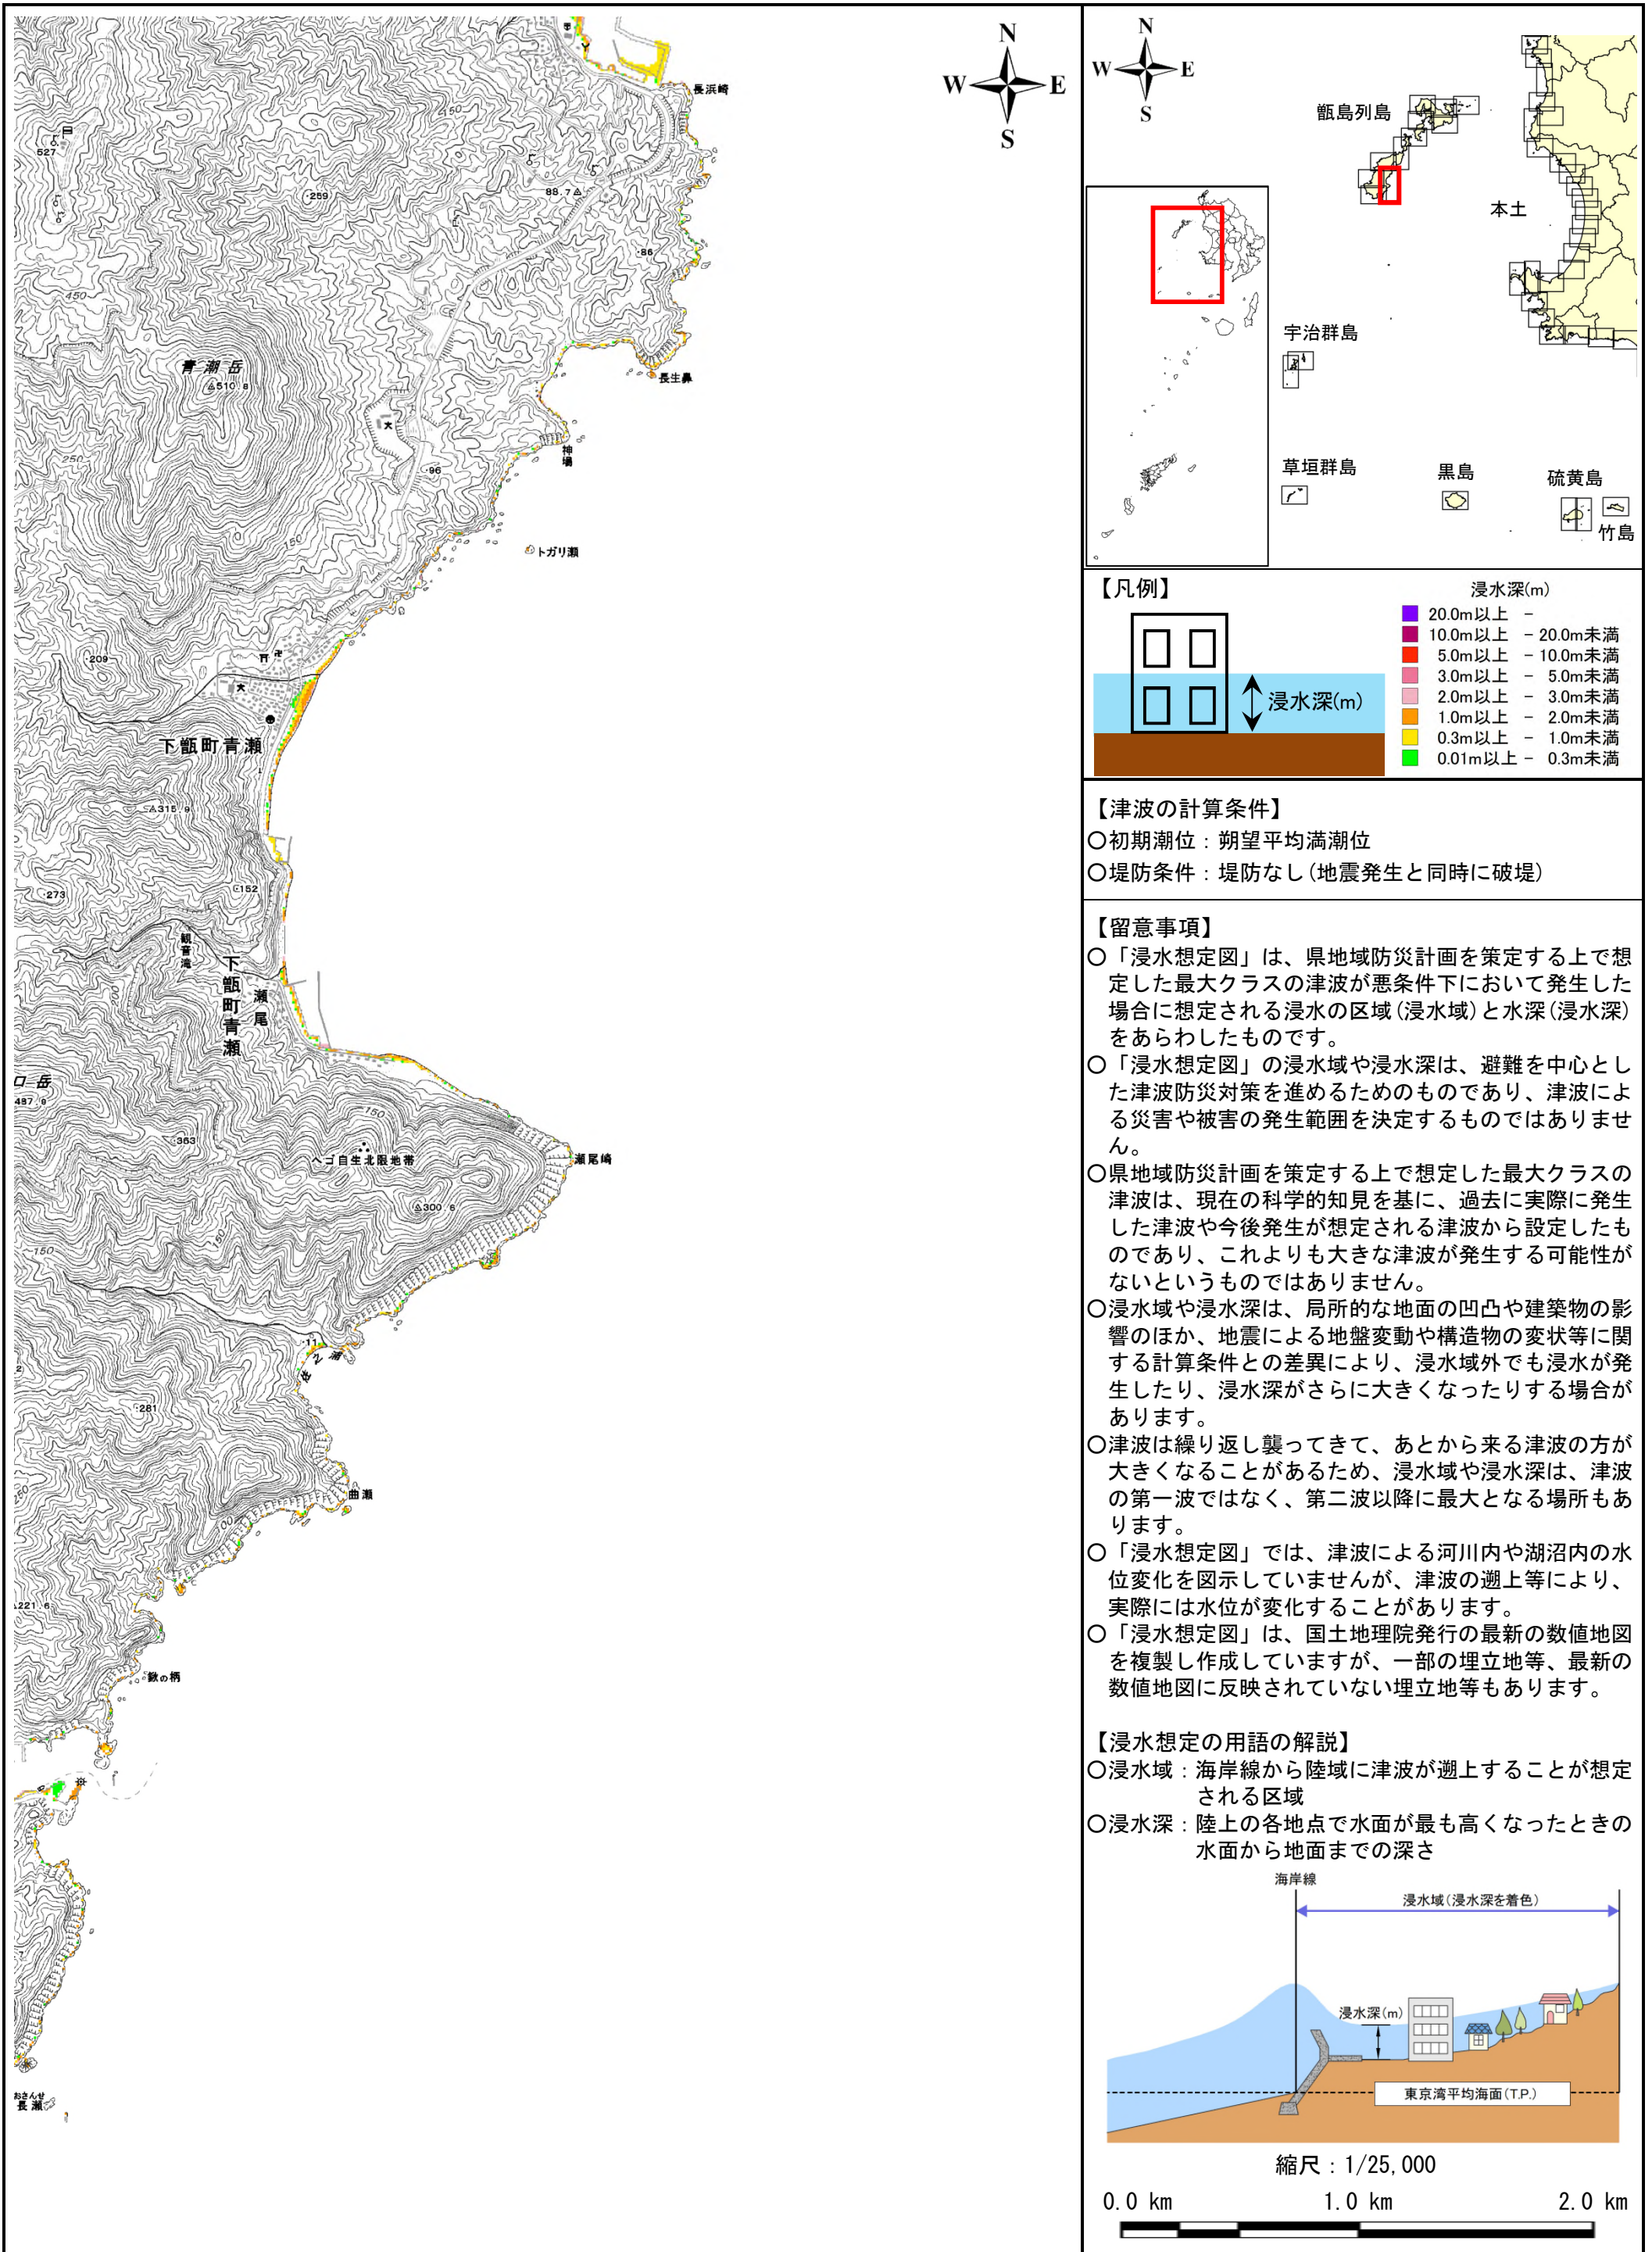 N
W E
S
長浜崎
150
527
259
88.7
86
450
青潮岳
510.8
長生鼻
神場
250
96
150
トガリ瀬
209
下甑町青瀬
315.9
273
152
観音滝
下甑町青瀬
瀬尾
200
口岳
487.0
150
363
ヘゴ自生北限地帯
瀬尾崎
300.6
150
150
11
281
曲瀬
221.6
鍬の柄
おさんせ
長瀬
N
W E
S
甑島列島
本土
宇治群島
草垣群島
黒島
硫黄島
竹島
【凡例】
浸水深(m)
浸水深(m)
20.0m以上 -
10.0m以上 - 20.0m未満
5.0m以上 - 10.0m未満
3.0m以上 - 5.0m未満
2.0m以上 - 3.0m未満
1.0m以上 - 2.0m未満
0.3m以上 - 1.0m未満
0.01m以上 - 0.3m未満
【津波の計算条件】
○初期潮位：朔望平均満潮位
○堤防条件：堤防なし(地震発生と同時に破堤)
【留意事項】
○「浸水想定図」は、県地域防災計画を策定する上で想
定した最大クラスの津波が悪条件下において発生した
場合に想定される浸水の区域(浸水域)と水深(浸水深)
をあらわしたものです。
○「浸水想定図」の浸水域や浸水深は、避難を中心とし
た津波防災対策を進めるためのものであり、津波によ
る災害や被害の発生範囲を決定するものではありませ
ん。
○県地域防災計画を策定する上で想定した最大クラスの
津波は、現在の科学的知見を基に、過去に実際に発生
した津波や今後発生が想定される津波から設定したも
のであり、これよりも大きな津波が発生する可能性が
ないというものではありません。
○浸水域や浸水深は、局所的な地面の凹凸や建築物の影
響のほか、地震による地盤変動や構造物の変状等に関
する計算条件との差異により、浸水域外でも浸水が発
生したり、浸水深がさらに大きくなったりする場合が
あります。
○津波は繰り返し襲ってきて、あとから来る津波の方が
大きくなることがあるため、浸水域や浸水深は、津波
の第一波ではなく、第二波以降に最大となる場所もあ
ります。
○「浸水想定図」では、津波による河川内や湖沼内の水
位変化を図示していませんが、津波の遡上等により、
実際には水位が変化することがあります。
○「浸水想定図」は、国土地理院発行の最新の数値地図
を複製し作成していますが、一部の埋立地等、最新の
数値地図に反映されていない埋立地等もあります。
【浸水想定の用語の解説】
○浸水域：海岸線から陸域に津波が遡上することが想定
される区域
○浸水深：陸上の各地点で水面が最も高くなったときの
水面から地面までの深さ
海岸線
浸水域(浸水深を着色)
浸水深(m)
東京湾平均海面(T.P.)
縮尺：1/25,000
0.0 km 1.0 km 2.0 km